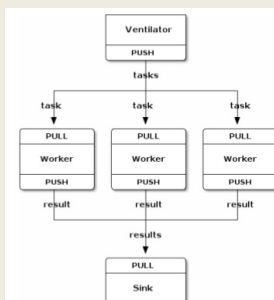 Ventilator
PUSH
tasks
task task task
PULL PULL PULL
Worker Worker Worker
PUSH PUSH PUSH
result result result
results
PULL
Sink